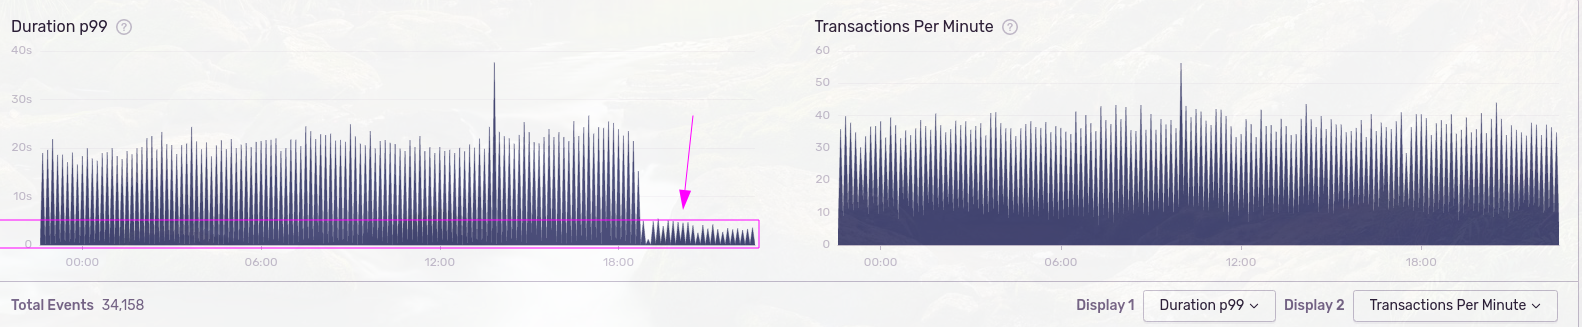 Duration p99 ?
40s
30s
20s
10s
0
00:00 06:00 12:00 18:00
Transactions Per Minute ?
60
50
40
30
20
10
0
00:00 06:00 12:00 18:00
Total Events 34,158
Display 1 Duration p99 Display 2 Transactions Per Minute